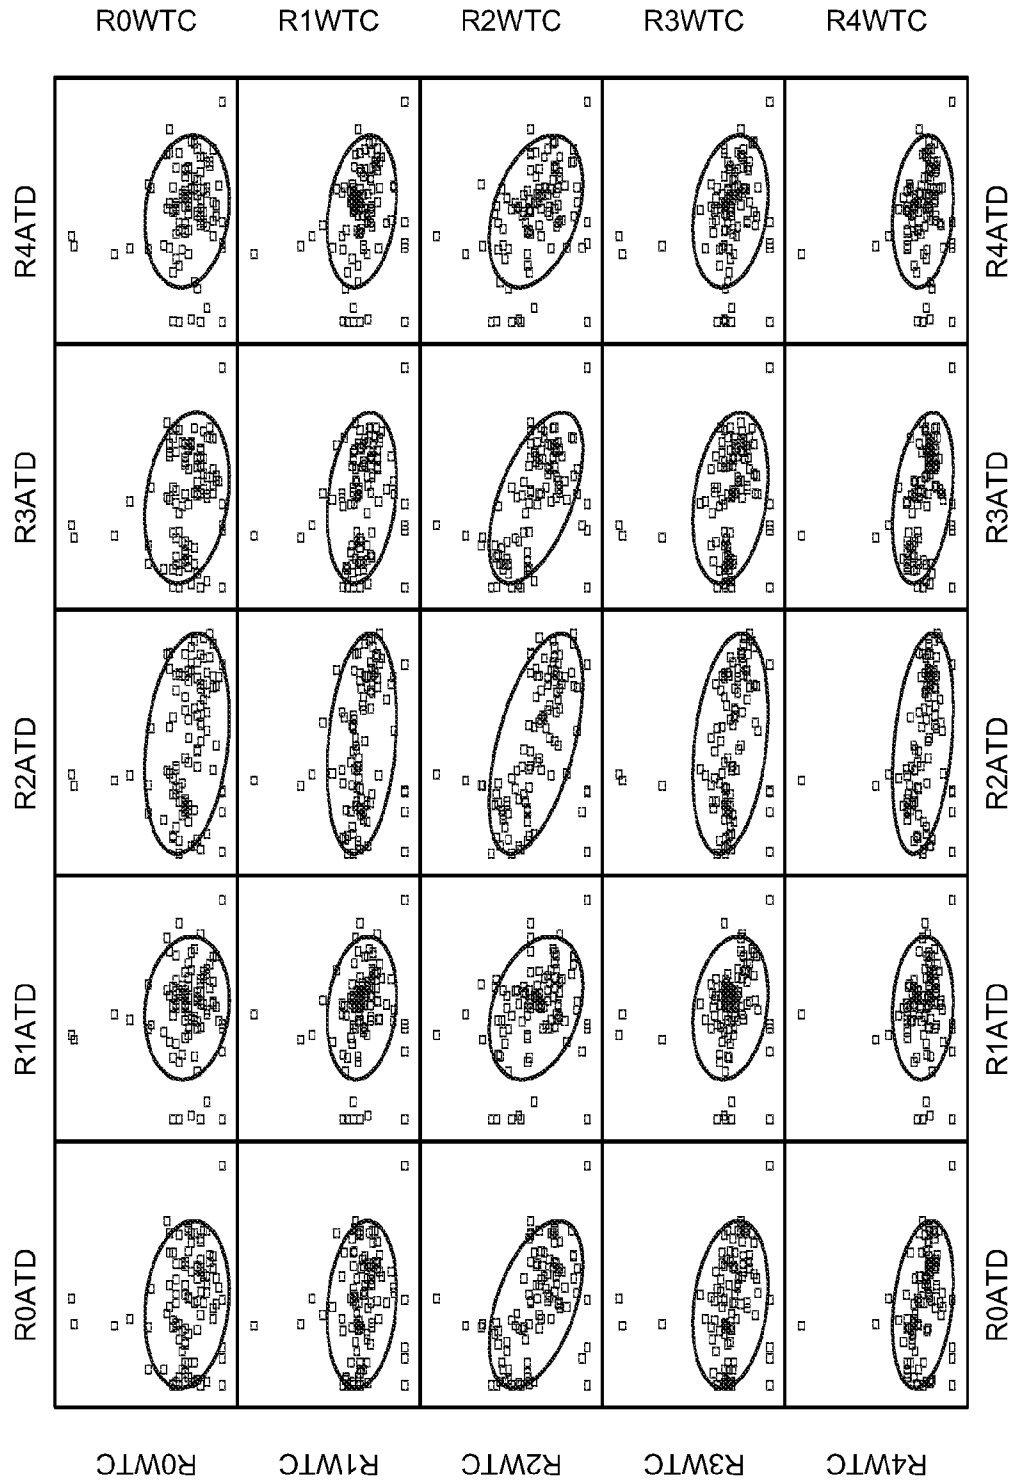 R0WTC R1WTC R2WTC R3WTC R4WTC
R4ATD R4ATD
R3ATD R3ATD
R2ATD R2ATD
R1ATD R1ATD
R0ATD R0ATD
R0WTC R1WTC R2WTC R3WTC R4WTC